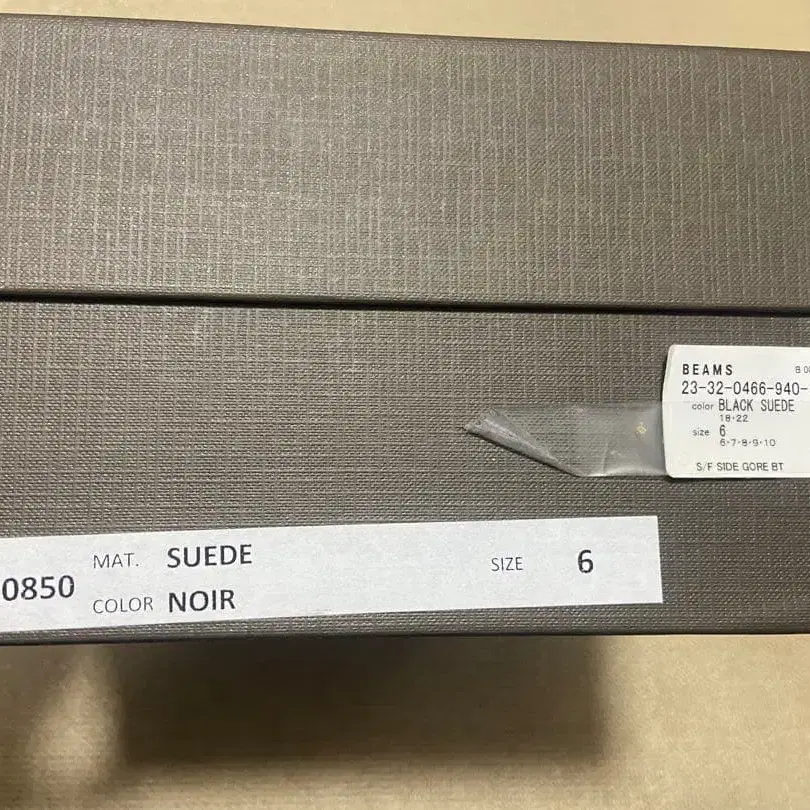 BEAMS
23-32-0466-940-
color BLACK SUEDE
18·22
size 6
6·7·8·9·10
S/F SIDE GORE BT
0850
MAT. SUEDE SIZE 6
COLOR NOIR